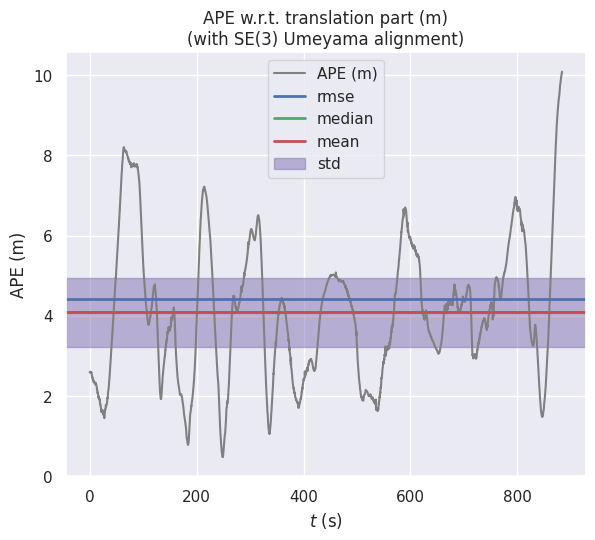 APE w.r.t. translation part (m)
(with SE(3) Umeyama alignment)
APE (m)
rmse
median
mean
std
APE (m)
10
8
6
4
2
0
0 200 400 600 800
t (s)